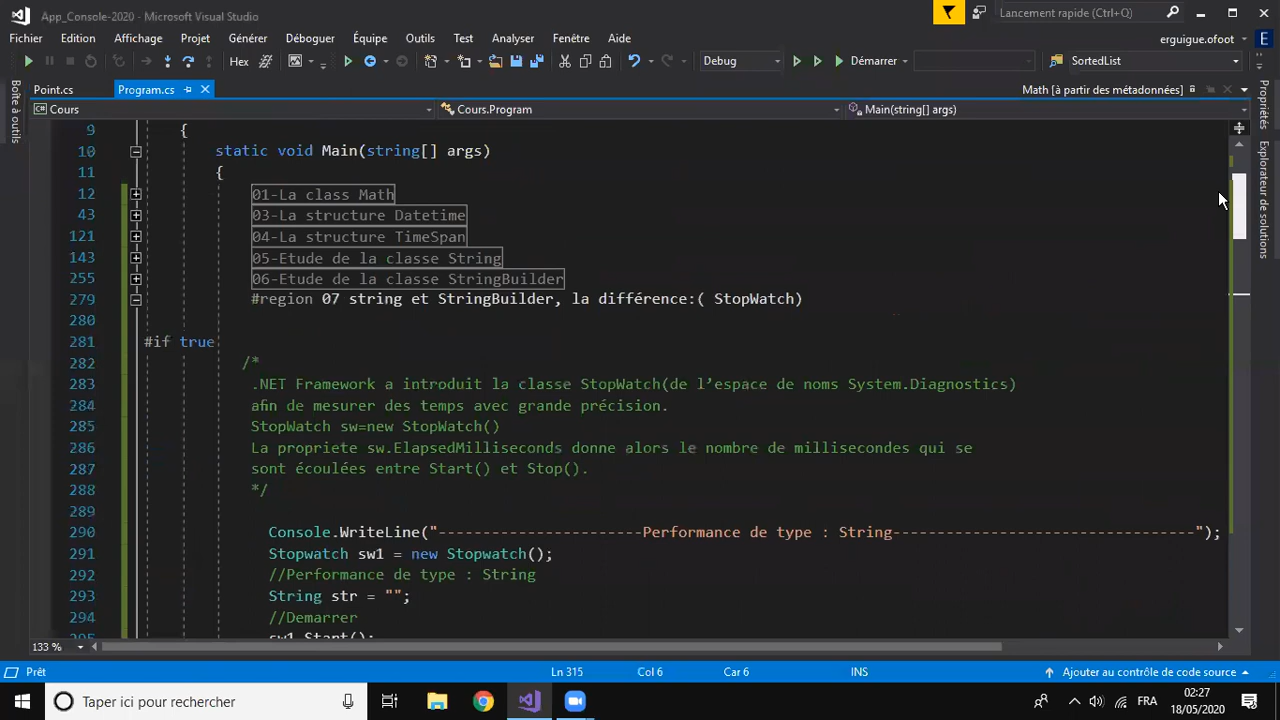 App_Console-2020 - Microsoft Visual Studio
Lancement rapide (Ctrl+Q)
Fichier Edition Affichage Projet Générer Déboguer Équipe Outils Test Analyser Fenêtre Aide
erguigue.ofoot E
Hex Debug Démarrer SortedList
Point.cs Program.cs Math [à partir des métadonnées]
Cours Cours.Program Main(string[] args)
Boîte à outils
Propriétés
Explorateur de solutions
9 {
10 static void Main(string[] args)
11 {
12 01-La class Math
43 03-La structure Datetime
121 04-La structure TimeSpan
143 05-Etude de la classe String
255 06-Etude de la classe StringBuilder
279 #region 07 string et StringBuilder, la différence:( StopWatch)
280
281 #if true
282 /*
283 .NET Framework a introduit la classe StopWatch(de l’espace de noms System.Diagnostics)
284 afin de mesurer des temps avec grande précision.
285 StopWatch sw=new StopWatch()
286 La propriete sw.ElapsedMilliseconds donne alors le nombre de millisecondes qui se
287 sont écoulées entre Start() et Stop().
288 */
289
290 Console.WriteLine("-----------------------Performance de type : String----------------------------------");
291 Stopwatch sw1 = new Stopwatch();
292 //Performance de type : String
293 String str = "";
294 //Demarrer
295 sw1.Start();
133 %
Prêt Ln 315 Col 6 Car 6 INS Ajouter au contrôle de code source
Taper ici pour rechercher
FRA
02:27
18/05/2020